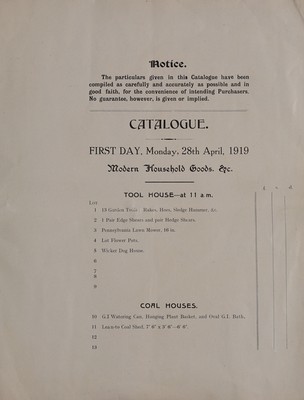 Notice.
The particulars given in this Catalogue have been
compiled as carefully and accurately as possible and in
good faith, for the convenience of intending Purchasers.
No guarantee, however, is given or implied.
CATALOGUE.
FIRST DAY, Monday, 28th April, 1919
Modern Household Goods, &c.
£ s d
TOOL HOUSE—at 11 a.m.
Lot
1 13 Garden Tools Rakes, Hoes, Sledge Hammer, &c.
2 1 Pair Edge Shears and pair Hedge Shears.
3 Pennsylvania Lawn Mower, 16 in.
4 Lot Flower Pots.
5 Wicker Dog House.
6
7
8
9
COAL HOUSES.
10 G.I Watering Can, Hanging Plant Basket, and Oval G.I. Bath.
11 Lean-to Coal Shed, 7' 6" x
12
13